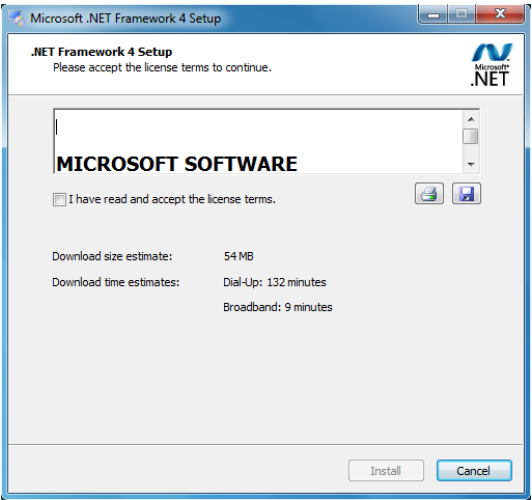 Microsoft .NET Framework 4 Setup
.NET Framework 4 Setup
Please accept the license terms to continue.
Microsoft®
.NET
MICROSOFT SOFTWARE
I have read and accept the license terms.
Download size estimate: 54 MB
Download time estimates: Dial-Up: 132 minutes
Broadband: 9 minutes
Install Cancel